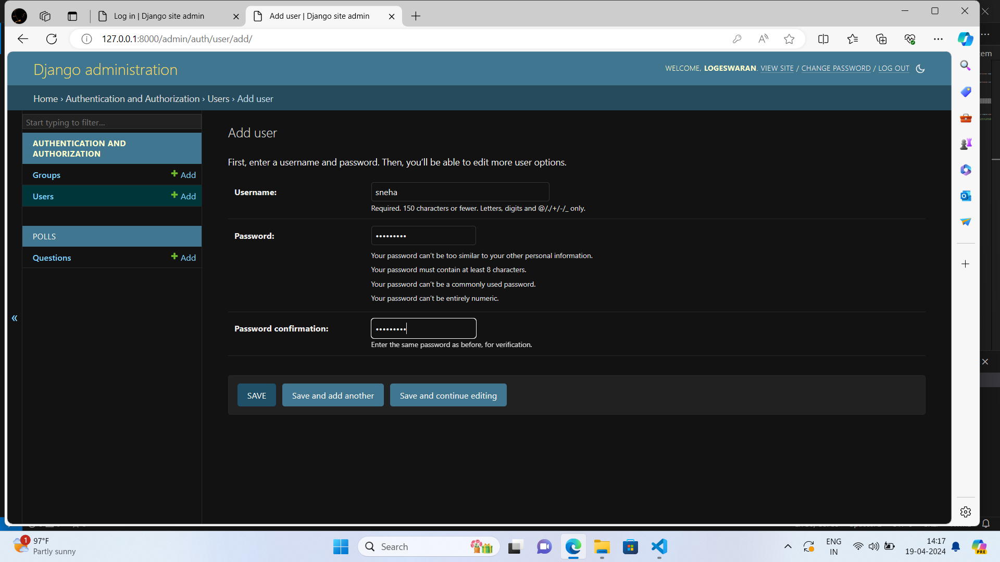 Log in | Django site admin
Add user | Django site admin
127.0.0.1:8000/admin/auth/user/add/
Django administration
WELCOME, LOGESWARAN. VIEW SITE / CHANGE PASSWORD / LOG OUT
Home › Authentication and Authorization › Users › Add user
Start typing to filter...
AUTHENTICATION AND
AUTHORIZATION
Groups + Add
Users + Add
POLLS
Questions + Add
«
Add user
First, enter a username and password. Then, you’ll be able to edit more user options.
Username: sneha
Required. 150 characters or fewer. Letters, digits and @/./+/-/_ only.
Password: •••••••••
Your password can’t be too similar to your other personal information.
Your password must contain at least 8 characters.
Your password can’t be a commonly used password.
Your password can’t be entirely numeric.
Password confirmation: •••••••••
Enter the same password as before, for verification.
SAVE
Save and add another
Save and continue editing
1
97°F
Partly sunny
Search
ENG
IN
14:17
19-04-2024
PRE